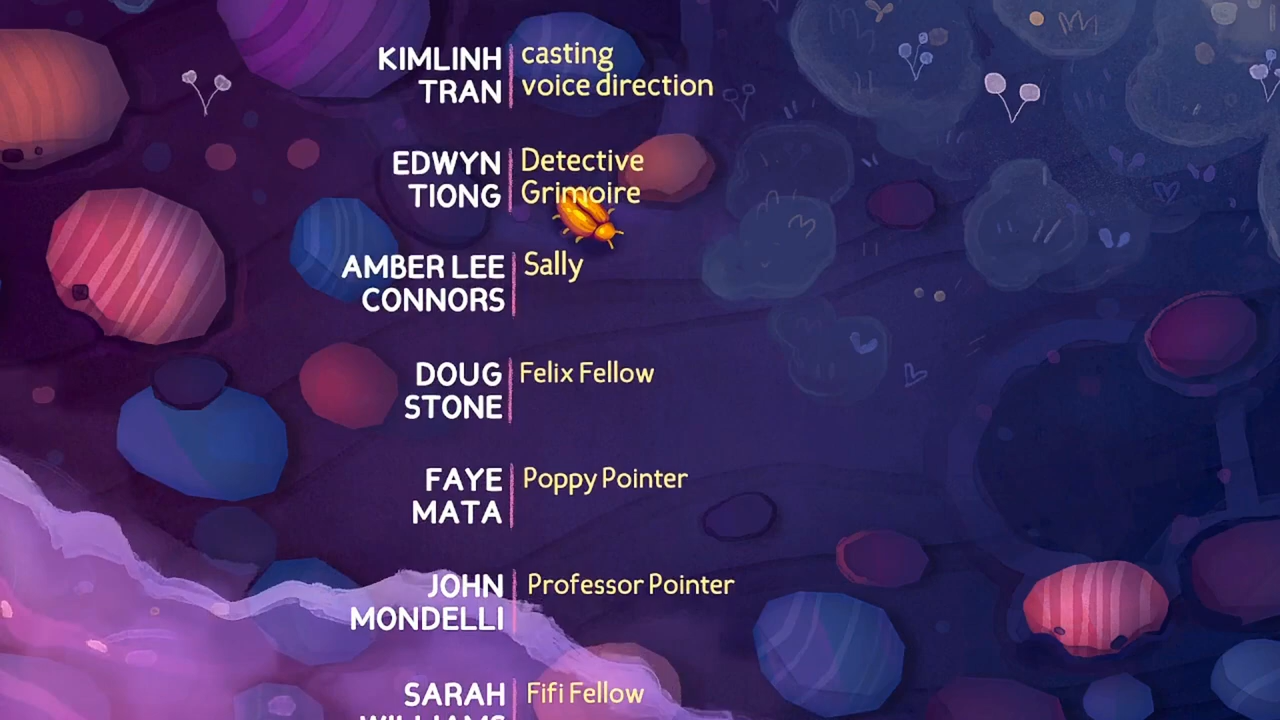 KIMLINH casting
TRAN voice direction
EDWYN Detective
TIONG Grimoire
AMBER LEE Sally
CONNORS
DOUG Felix Fellow
STONE
FAYE Poppy Pointer
MATA
JOHN Professor Pointer
MONDELLI
SARAH Fifi Fellow
WILLIAMS